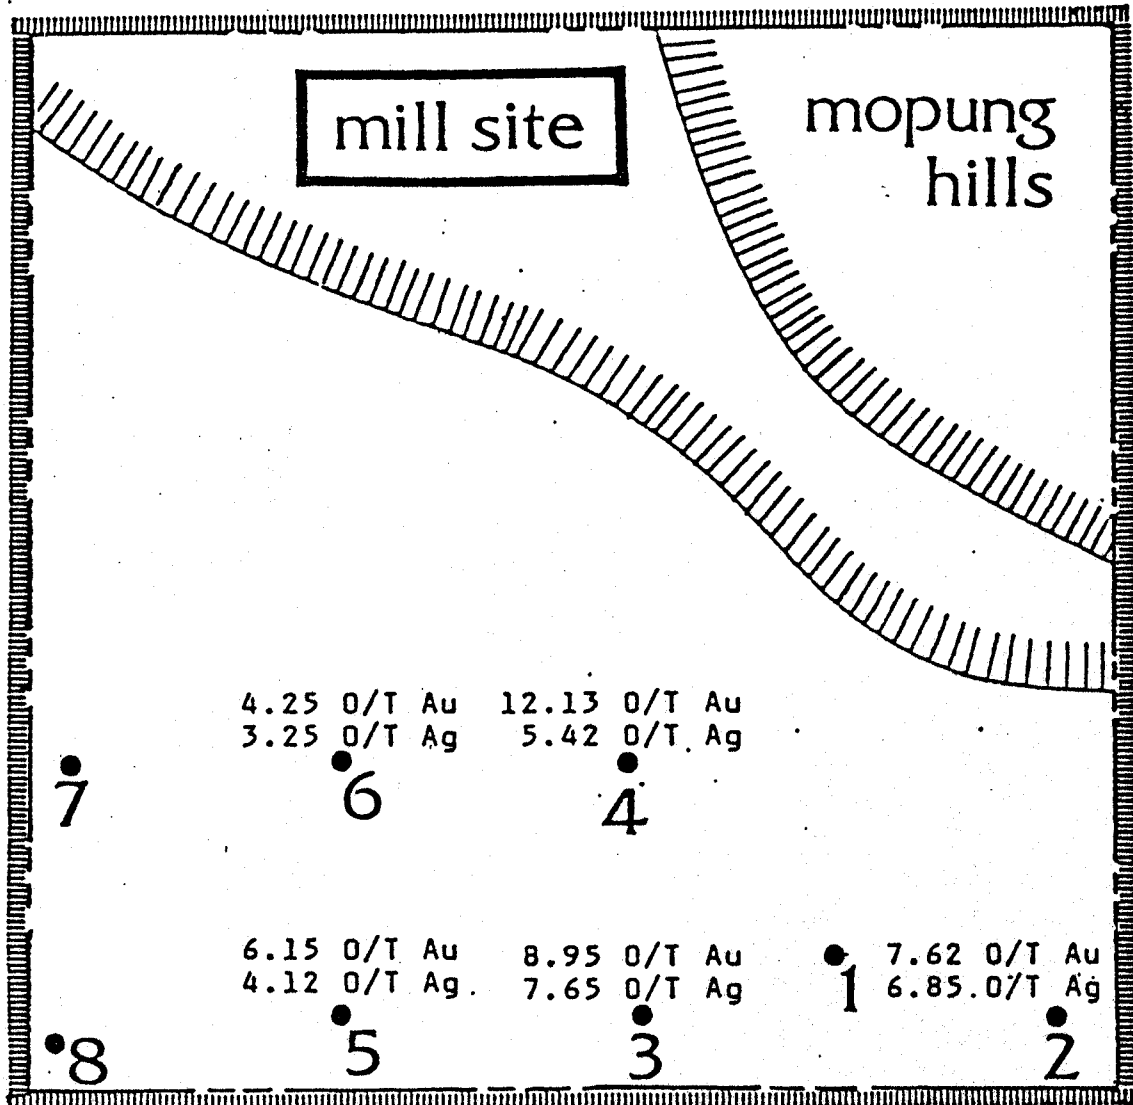 mill site
mopung
hills
4.25 O/T Au
3.25 O/T Ag
6
12.13 O/T Au
5.42 O/T Ag
4
7
6.15 O/T Au
4.12 O/T Ag
5
8.95 O/T Au
7.65 O/T Ag
3
1
7.62 O/T Au
6.85 O/T Ag
2
8